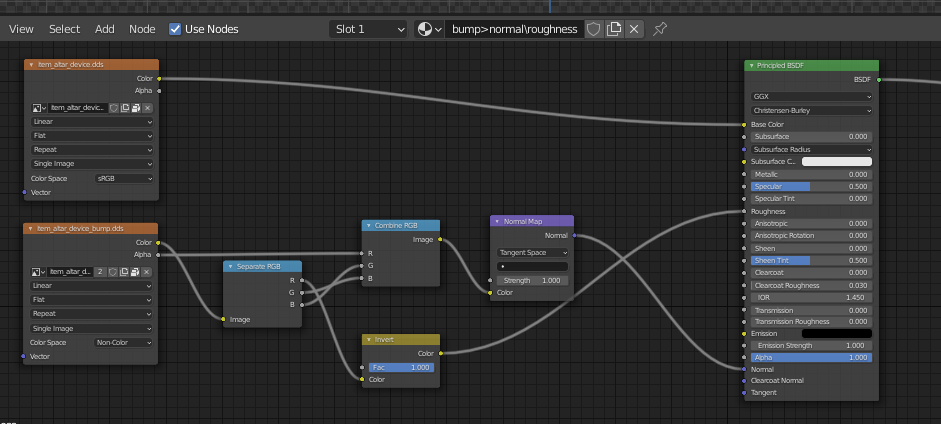 View Select Add Node Use Nodes Slot 1 bump>normal\roughness
item_altar_device.dds
Color
Alpha
item_altar_devic...
Linear
Flat
Repeat
Single Image
Color Space sRGB
Vector
item_altar_device_bump.dds
Color
Alpha
item_altar_d... 2
Linear
Flat
Repeat
Single Image
Color Space Non-Color
Vector
Separate RGB
R
G
B
Image
Combine RGB
Image
R
G
B
Invert
Color
Fac 1.000
Color
Normal Map
Normal
Tangent Space
Strength 1.000
Color
Principled BSDF
BSDF
GGX
Christensen-Burley
Base Color
Subsurface 0.000
Subsurface Radius
Subsurface C...
Metallic 0.000
Specular 0.500
Specular Tint 0.000
Roughness
Anisotropic 0.000
Anisotropic Rotation 0.000
Sheen 0.000
Sheen Tint 0.500
Clearcoat 0.000
Clearcoat Roughness 0.030
IOR 1.450
Transmission 0.000
Transmission Roughness 0.000
Emission
Emission Strength 1.000
Alpha 1.000
Normal
Clearcoat Normal
Tangent